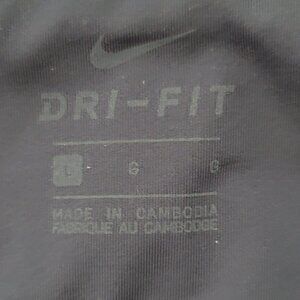 DRI-FIT
L G G
MADE IN CAMBODIA
FABRIQUE AU CAMBODGE